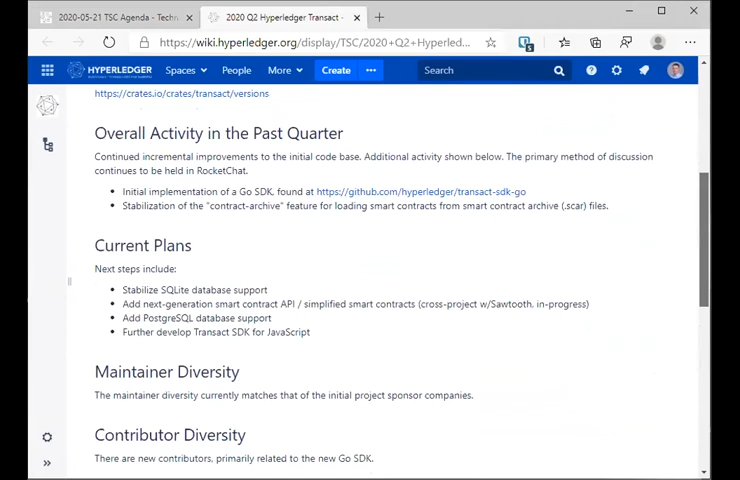 2020-05-21 TSC Agenda - Techn
2020 Q2 Hyperledger Transact -
https://wiki.hyperledger.org/display/TSC/2020+Q2+Hyperled...
HYPERLEDGER
Spaces
People
More
Create
Search
https://crates.io/crates/transact/versions
Overall Activity in the Past Quarter
Continued incremental improvements to the initial code base. Additional activity shown below. The primary method of discussion
continues to be held in RocketChat.
Initial implementation of a Go SDK, found at https://github.com/hyperledger/transact-sdk-go
Stabilization of the "contract-archive" feature for loading smart contracts from smart contract archive (.scar) files.
Current Plans
Next steps include:
Stabilize SQLite database support
Add next-generation smart contract API / simplified smart contracts (cross-project w/Sawtooth, in-progress)
Add PostgreSQL database support
Further develop Transact SDK for JavaScript
Maintainer Diversity
The maintainer diversity currently matches that of the initial project sponsor companies.
Contributor Diversity
There are new contributors, primarily related to the new Go SDK.